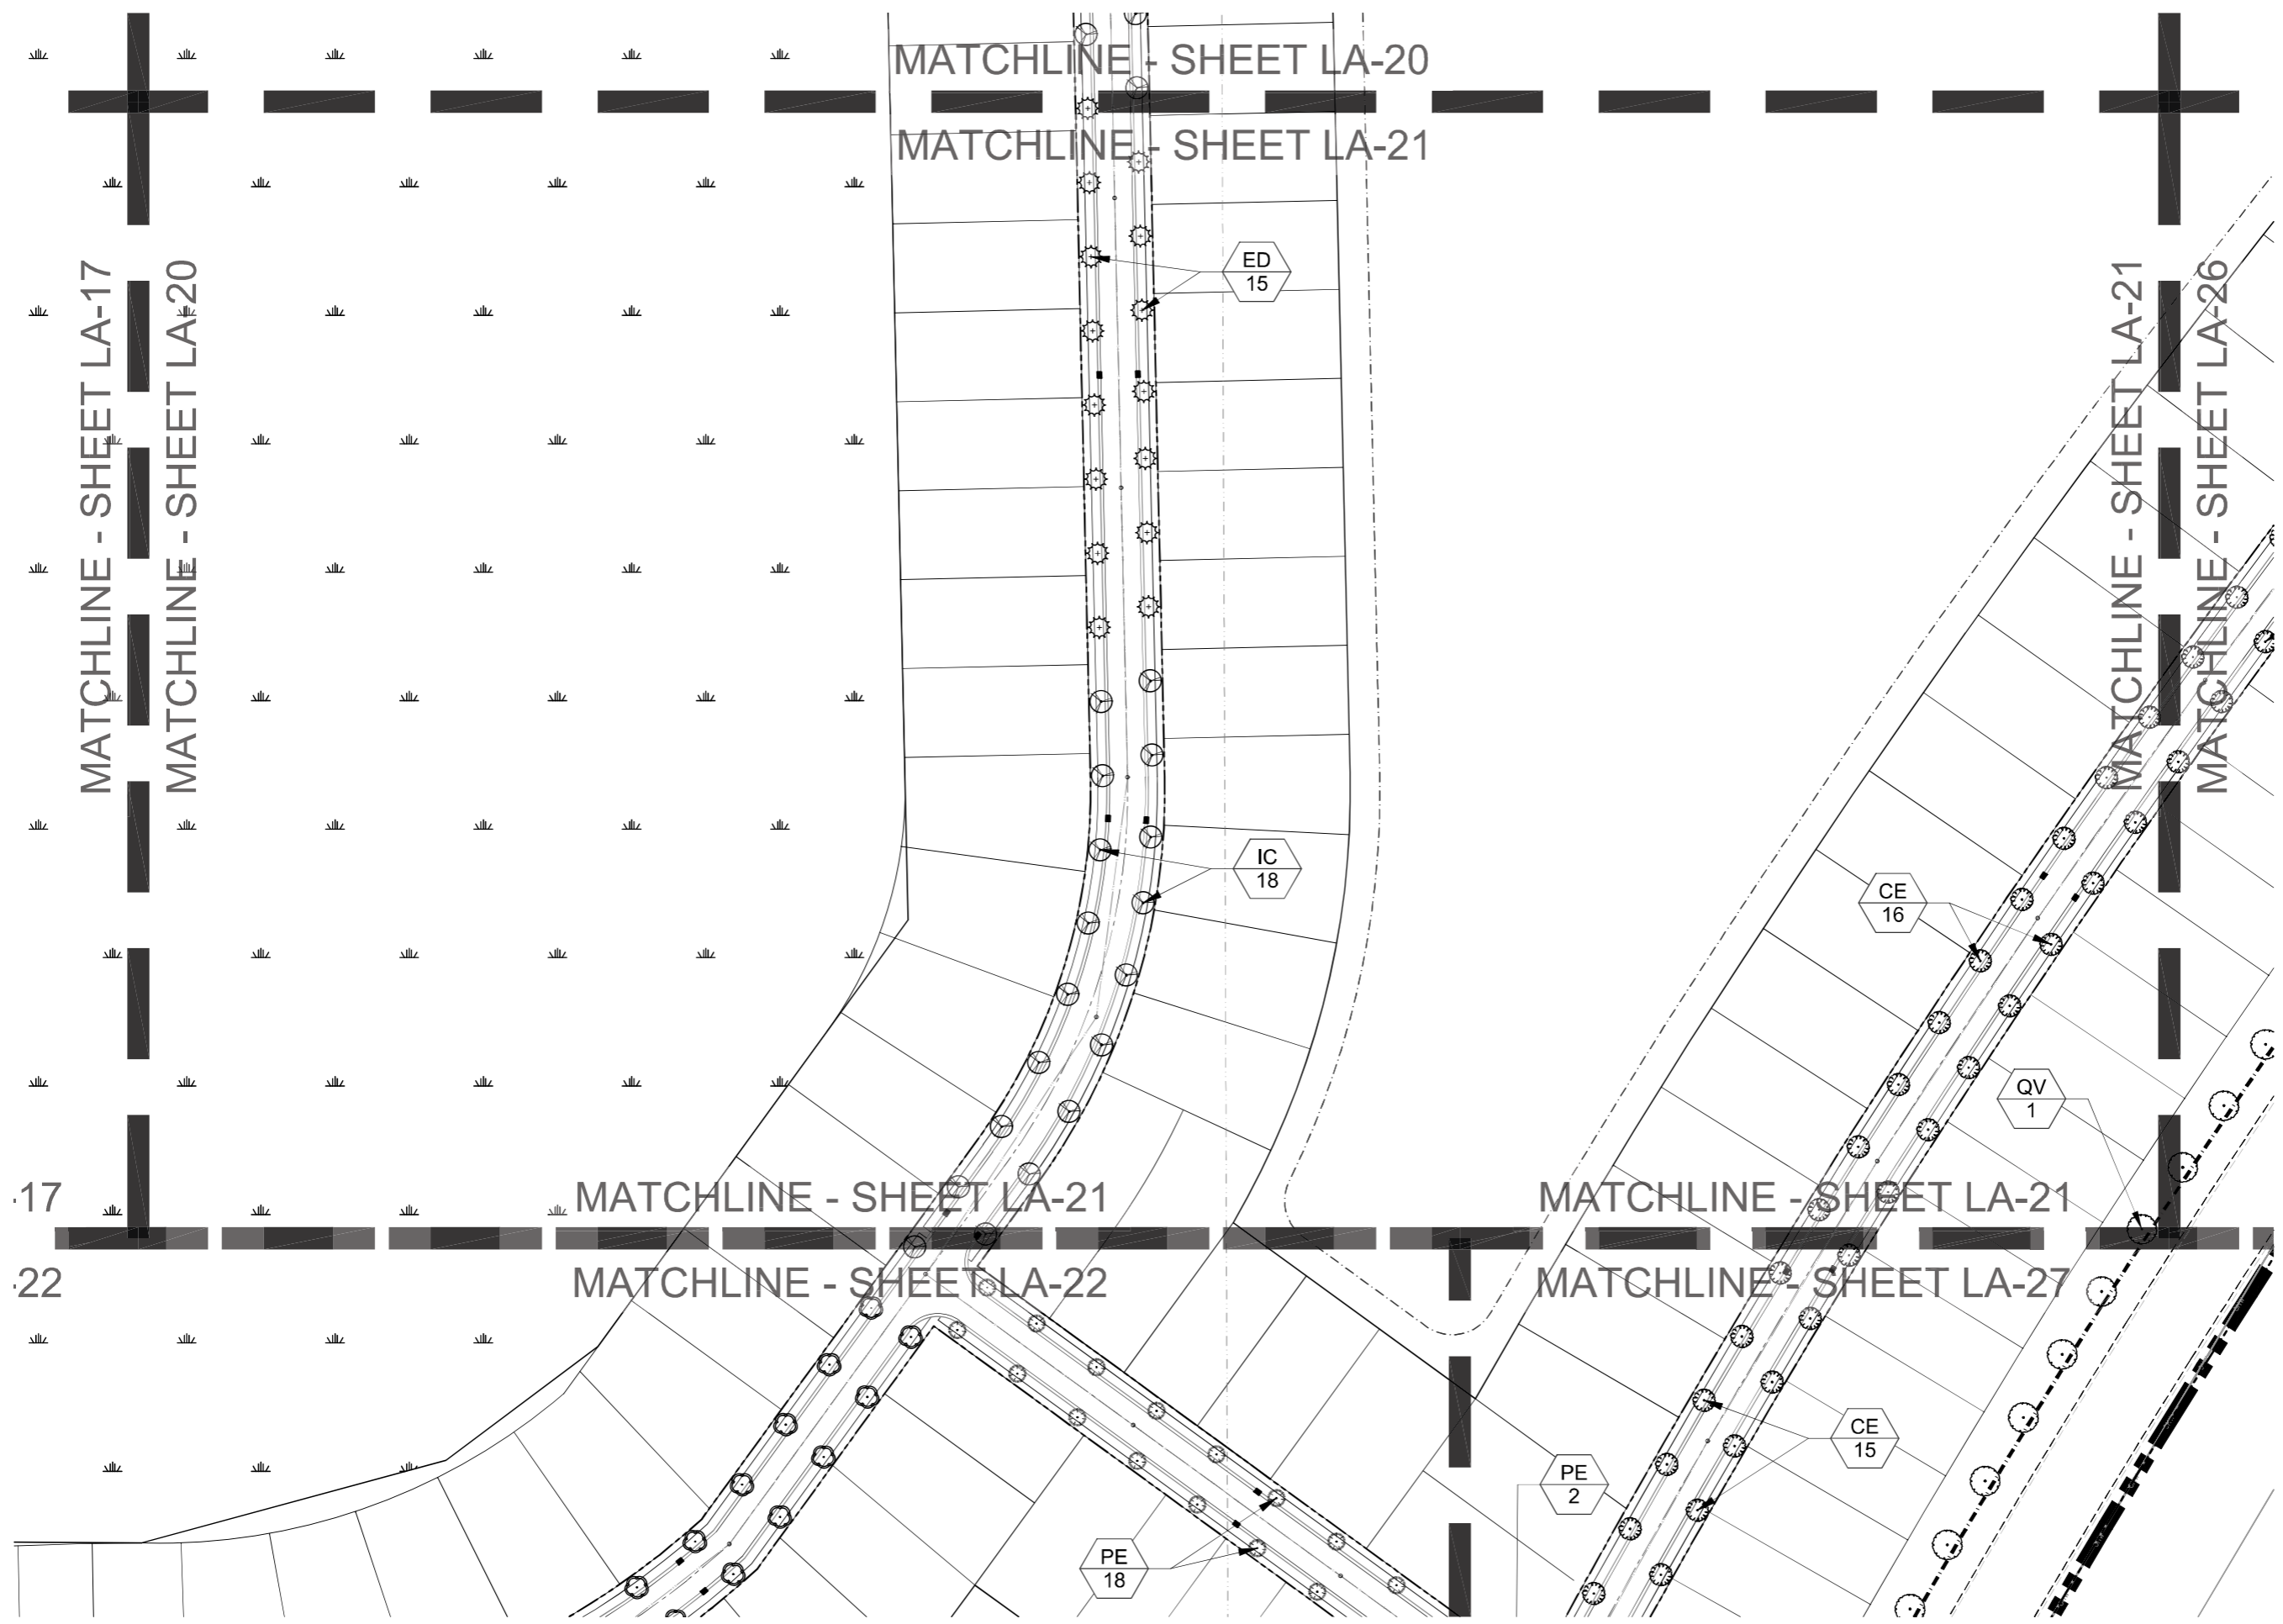 MATCHLINE - SHEET LA-20
MATCHLINE - SHEET LA-21
MATCHLINE - SHEET LA-17
MATCHLINE - SHEET LA-20
ED
15
MATCHLINE - SHEET LA-21
MATCHLINE - SHEET LA-26
IC
18
CE
16
QV
1
-17
MATCHLINE - SHEET LA-21
MATCHLINE - SHEET LA-21
-22
MATCHLINE - SHEET LA-22
MATCHLINE - SHEET LA-27
CE
15
PE
2
PE
18